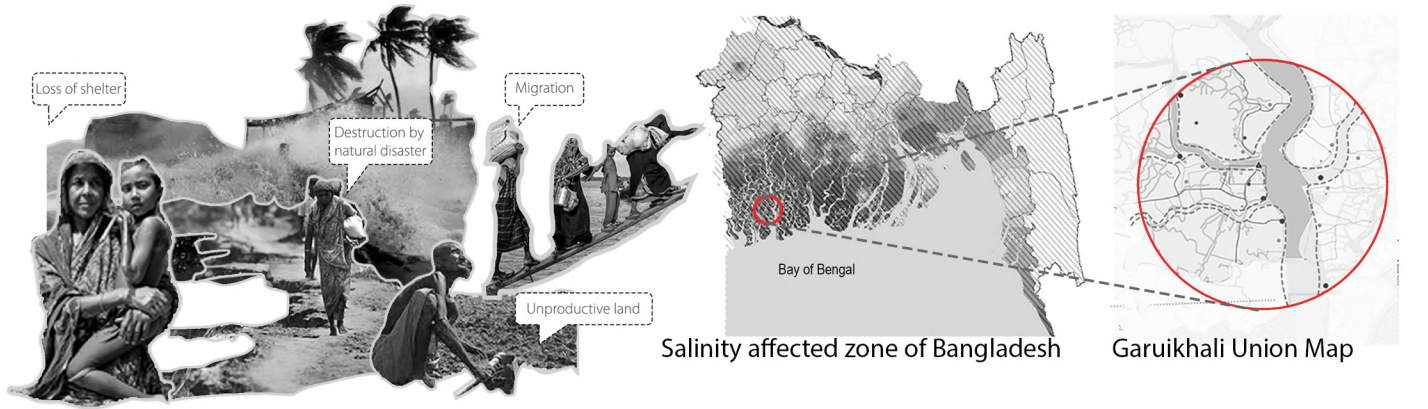 Loss of shelter
Destruction by
natural disaster
Migration
Unproductive land
Bay of Bengal
Salinity affected zone of Bangladesh
Garuikhali Union Map